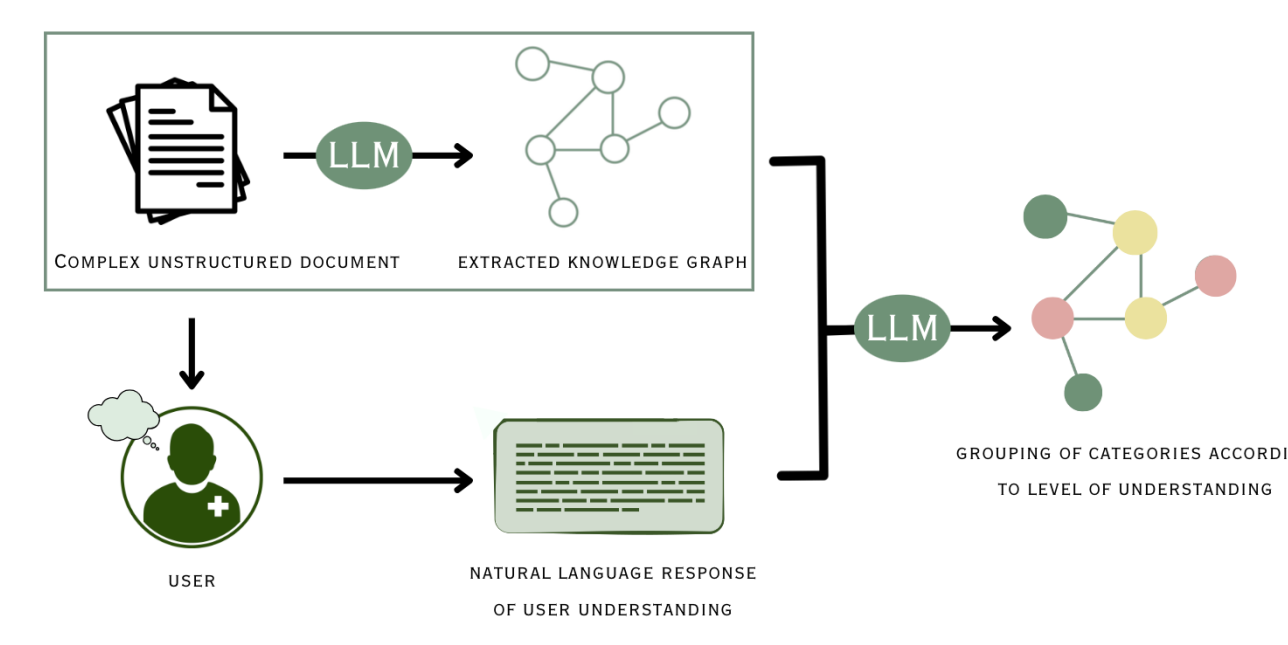 LLM
COMPLEX UNSTRUCTURED DOCUMENT
EXTRACTED KNOWLEDGE GRAPH
LLM
GROUPING OF CATEGORIES ACCORDI
TO LEVEL OF UNDERSTANDING
USER
NATURAL LANGUAGE RESPONSE
OF USER UNDERSTANDING